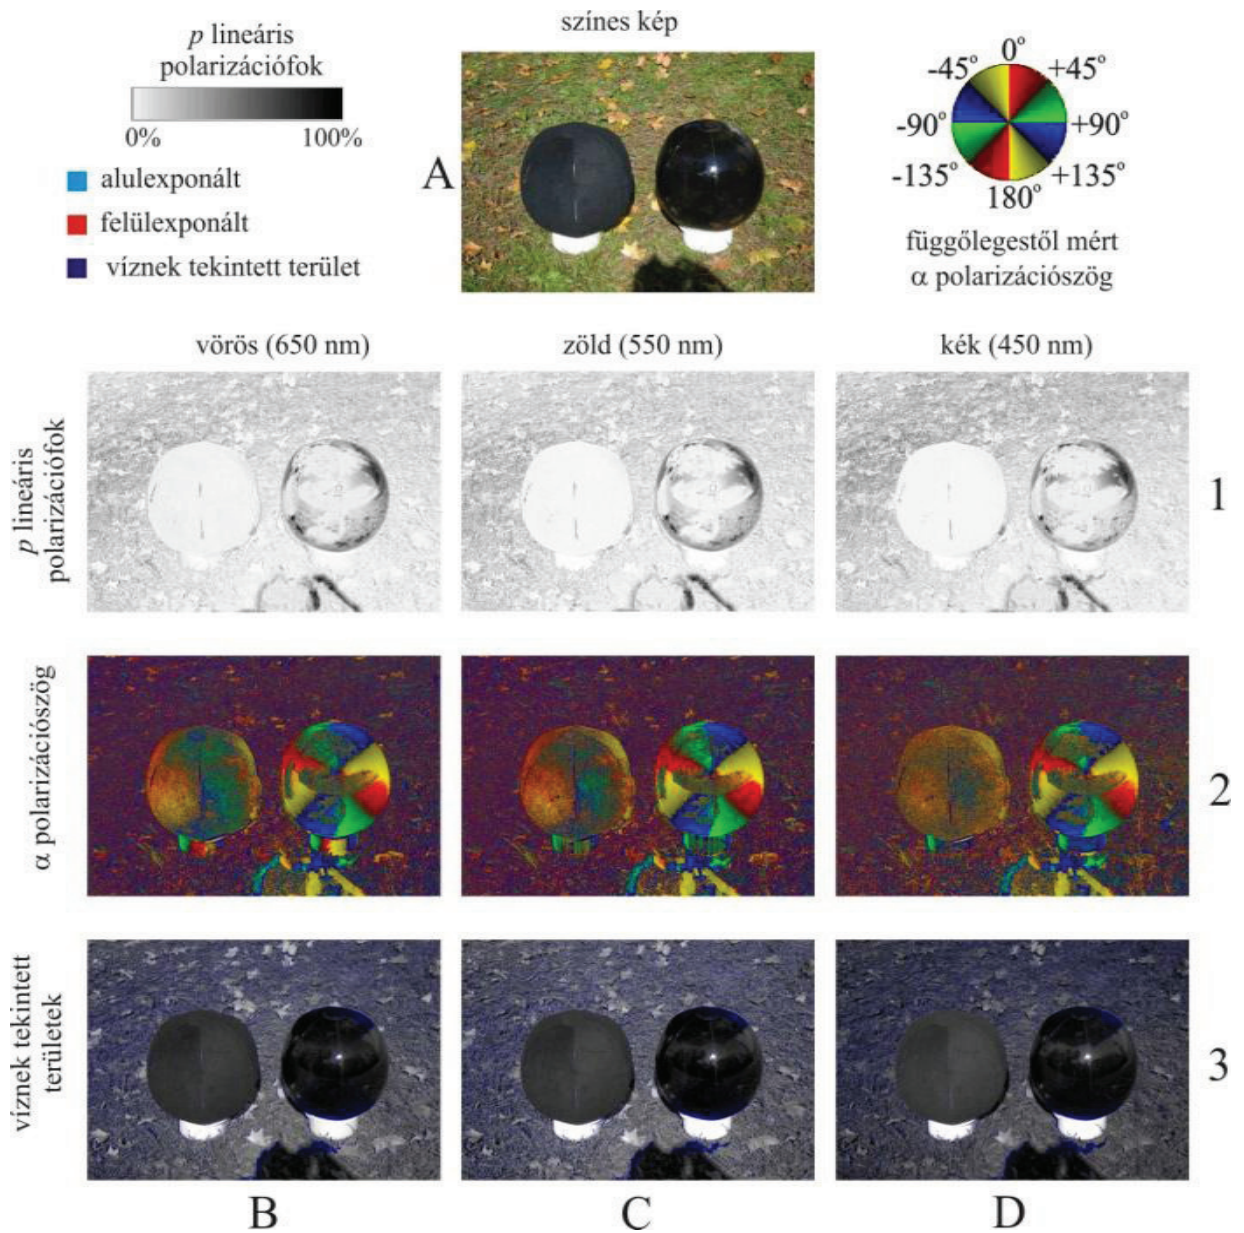 p lineáris
polarizációfok
0% 100%
alulexponált
felülexponált
víznek tekintett terület
színes kép
A
0°
-45° +45°
-90° +90°
-135° +135°
180°
függőlegestől mért
α polarizációszög
vörös (650 nm) zöld (550 nm) kék (450 nm)
p lineáris
polarizációfok
1
α polarizációszög
2
víznek tekintett
területek
3
B C D